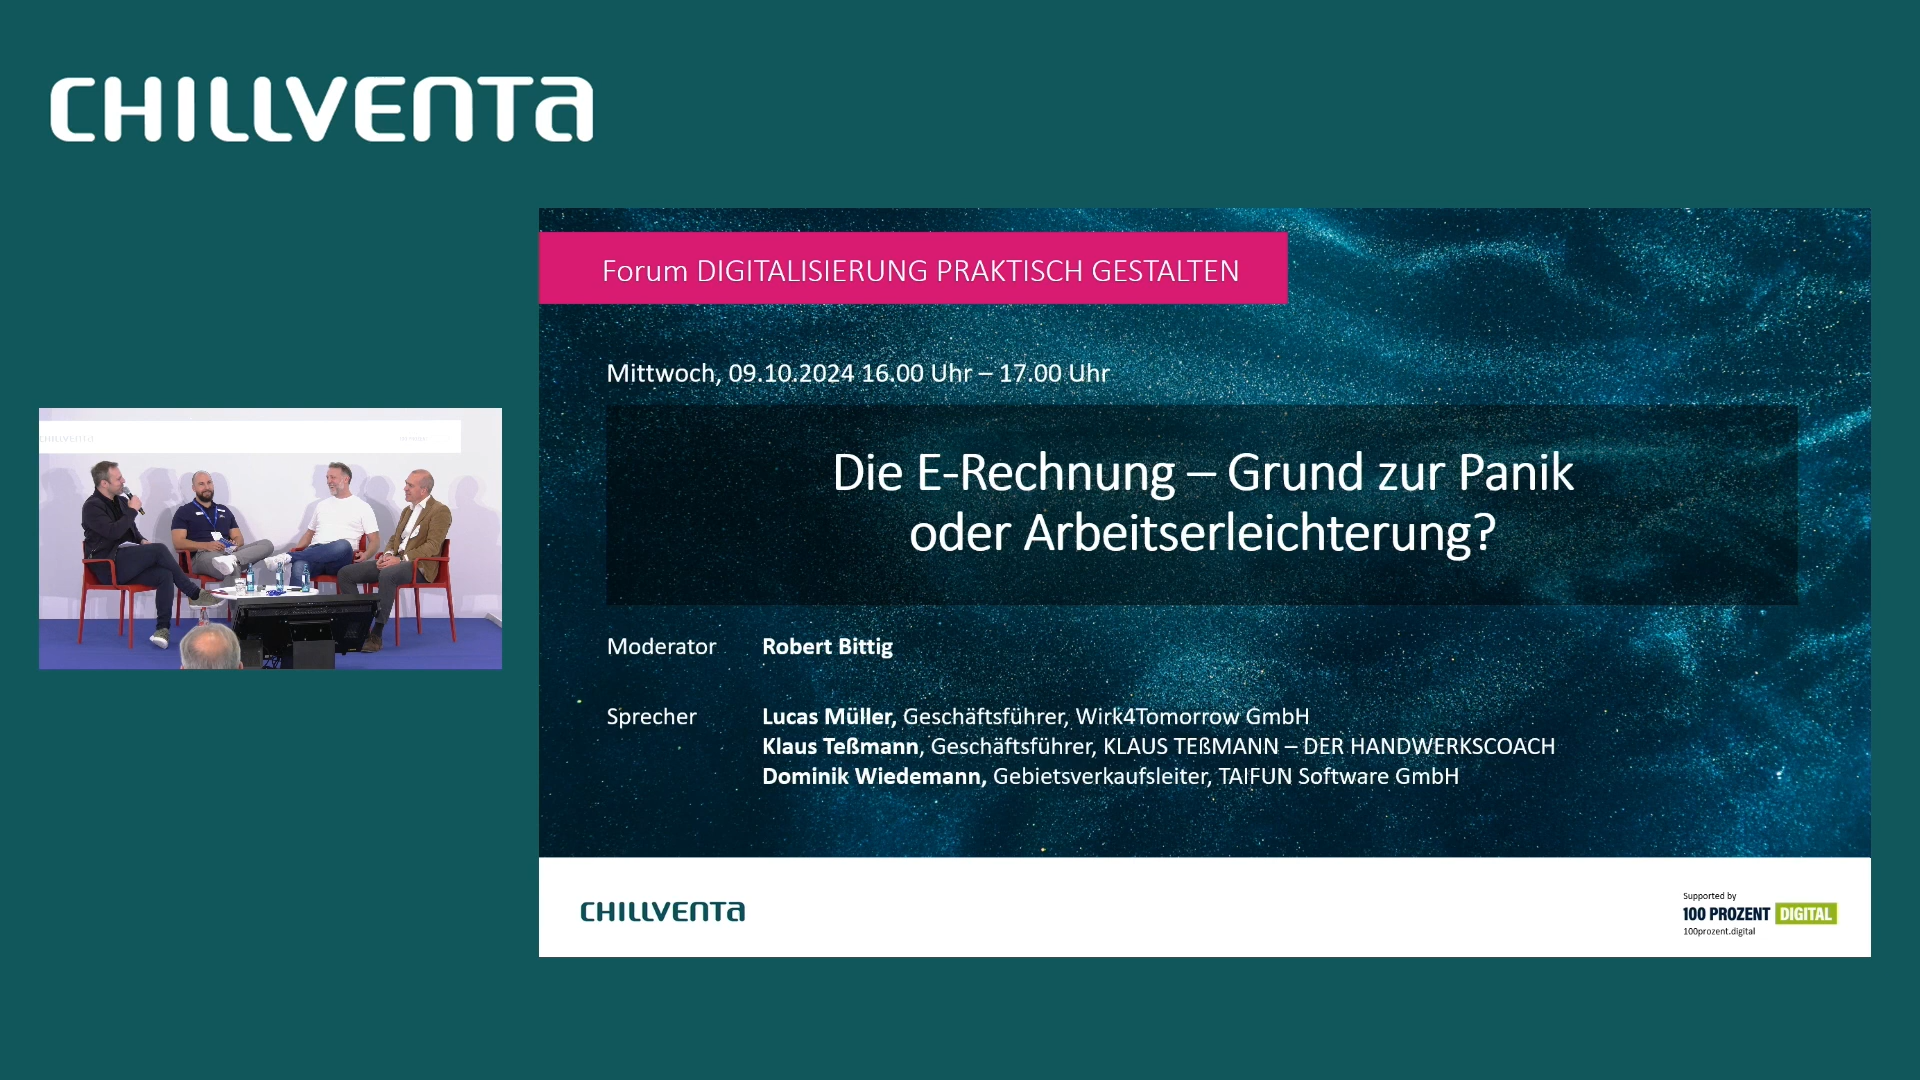 CHILLVENTA
Forum DIGITALISIERUNG PRAKTISCH GESTALTEN
Mittwoch, 09.10.2024 16.00 Uhr – 17.00 Uhr
Die E-Rechnung – Grund zur Panik
oder Arbeitserleichterung?
Moderator Robert Bittig
Sprecher Lucas Müller, Geschäftsführer, Wirk4Tomorrow GmbH
Klaus Teßmann, Geschäftsführer, KLAUS TEßMANN – DER HANDWERKSCOACH
Dominik Wiedemann, Gebietsverkaufsleiter, TAIFUN Software GmbH
CHILLVENTA
CHILLVENTA
Supported by
100 PROZENT DIGITAL
100prozent.digital